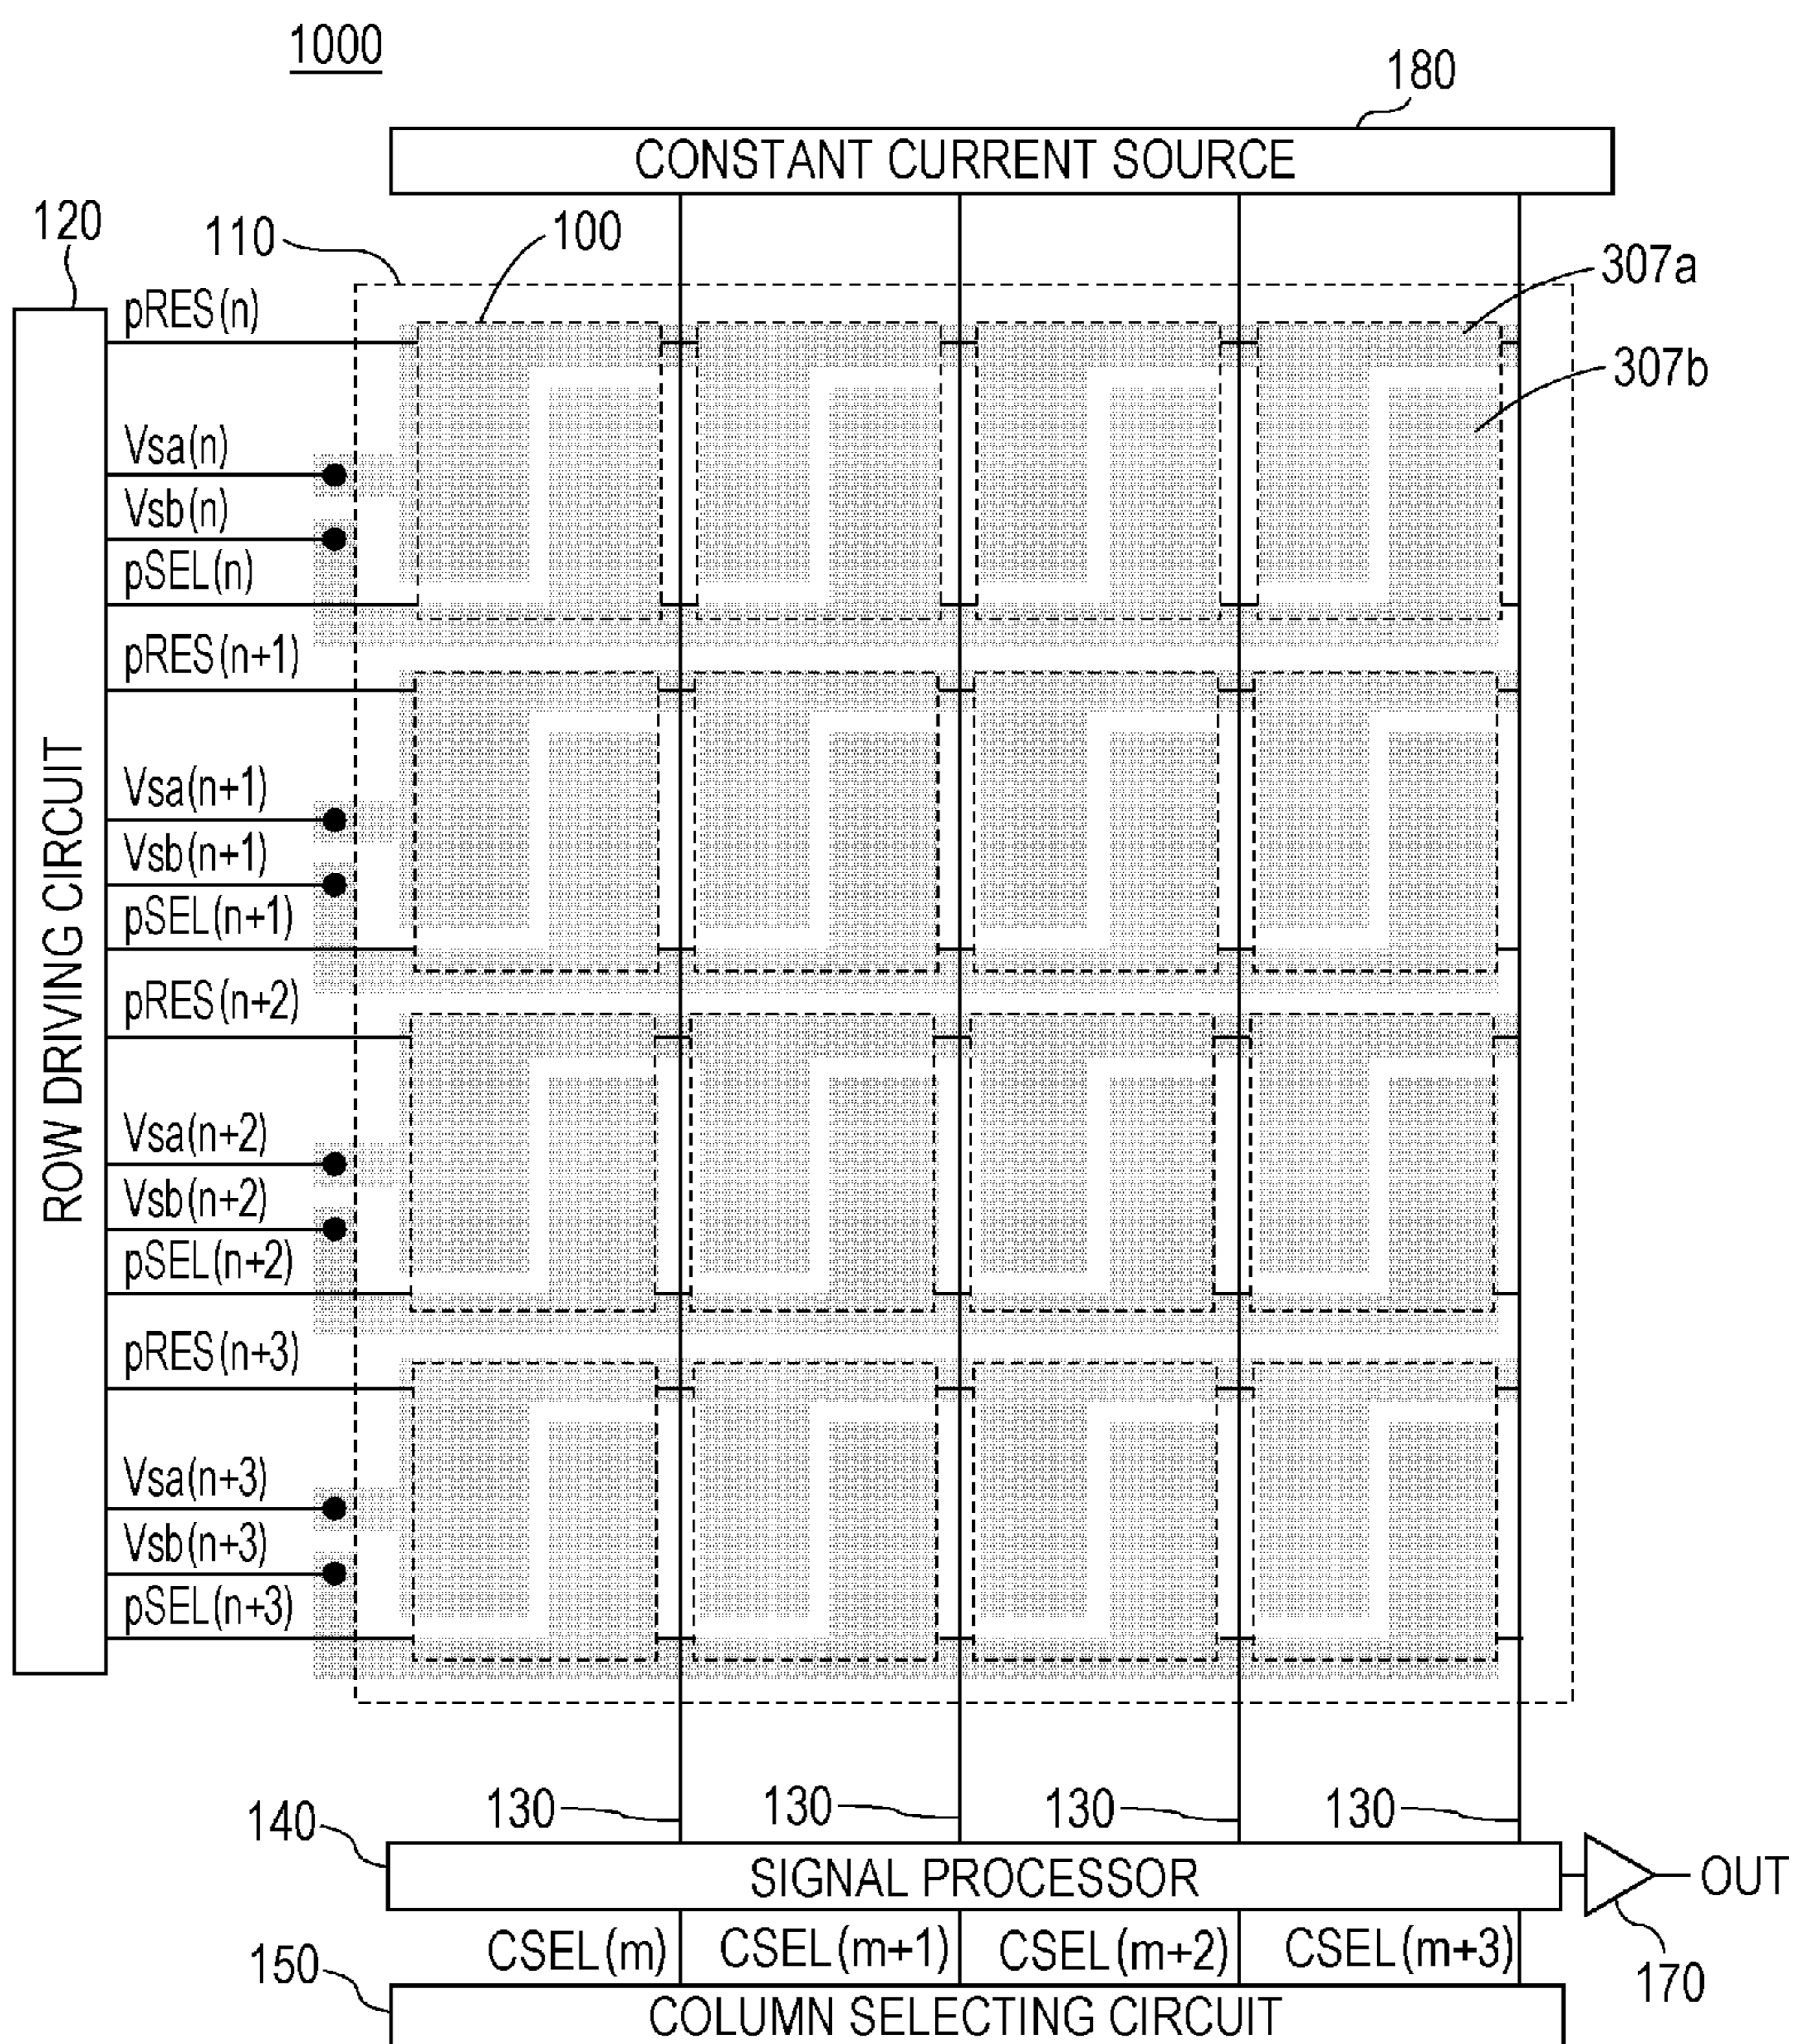 1000
180
CONSTANT CURRENT SOURCE
120
110
100
307a
307b
pRES(n)
Vsa(n)
Vsb(n)
pSEL(n)
pRES(n+1)
Vsa(n+1)
Vsb(n+1)
pSEL(n+1)
pRES(n+2)
Vsa(n+2)
Vsb(n+2)
pSEL(n+2)
pRES(n+3)
Vsa(n+3)
Vsb(n+3)
pSEL(n+3)
ROW DRIVING CIRCUIT
130 130 130 130
140
SIGNAL PROCESSOR
OUT
170
CSEL(m) CSEL(m+1) CSEL(m+2) CSEL(m+3)
150
COLUMN SELECTING CIRCUIT